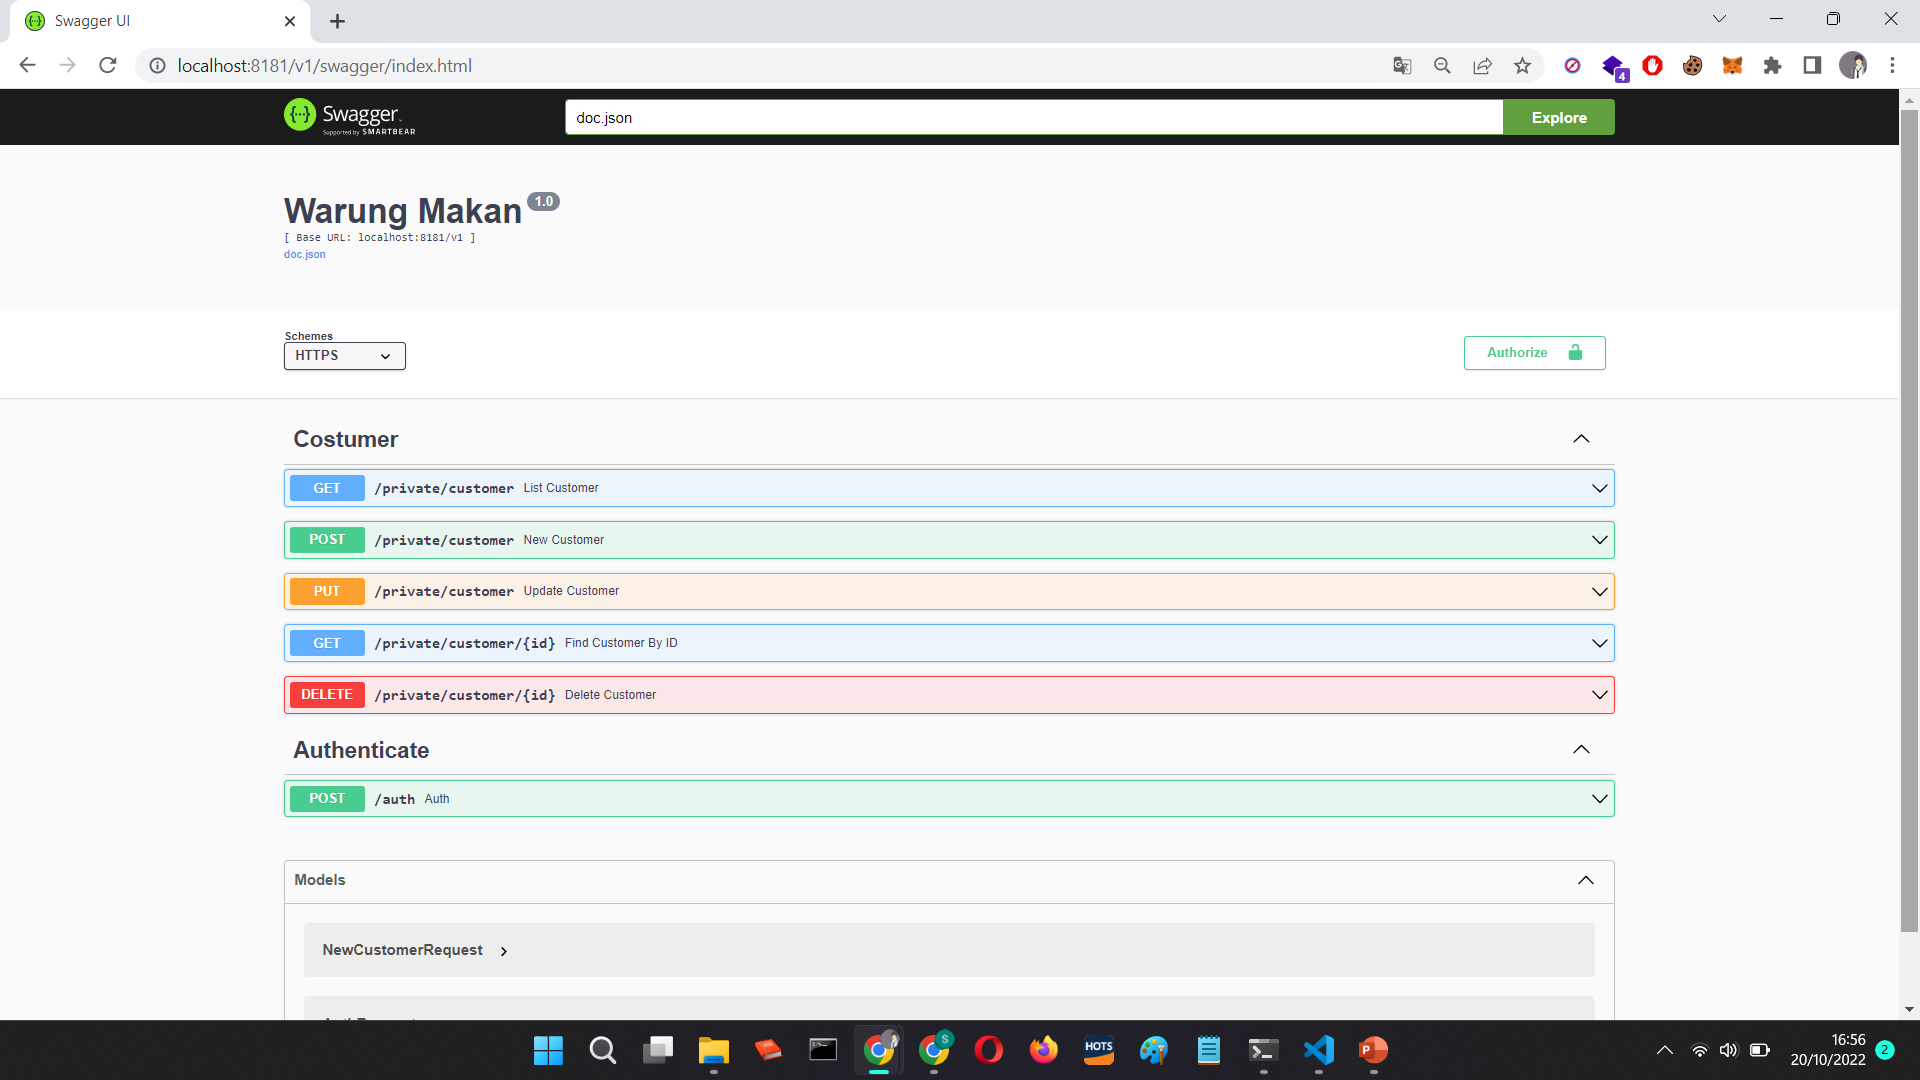 Swagger UI
localhost:8181/v1/swagger/index.html
4
Swagger
Supported by SMARTBEAR
doc.json
Explore
Warung Makan 1.0
[ Base URL: localhost:8181/v1 ]
doc.json
Schemes
HTTPS
Authorize
Costumer
GET /private/customer List Customer
POST /private/customer New Customer
PUT /private/customer Update Customer
GET /private/customer/{id} Find Customer By ID
DELETE /private/customer/{id} Delete Customer
Authenticate
POST /auth Auth
Models
NewCustomerRequest
S
HOTS
P
16:56
20/10/2022
2